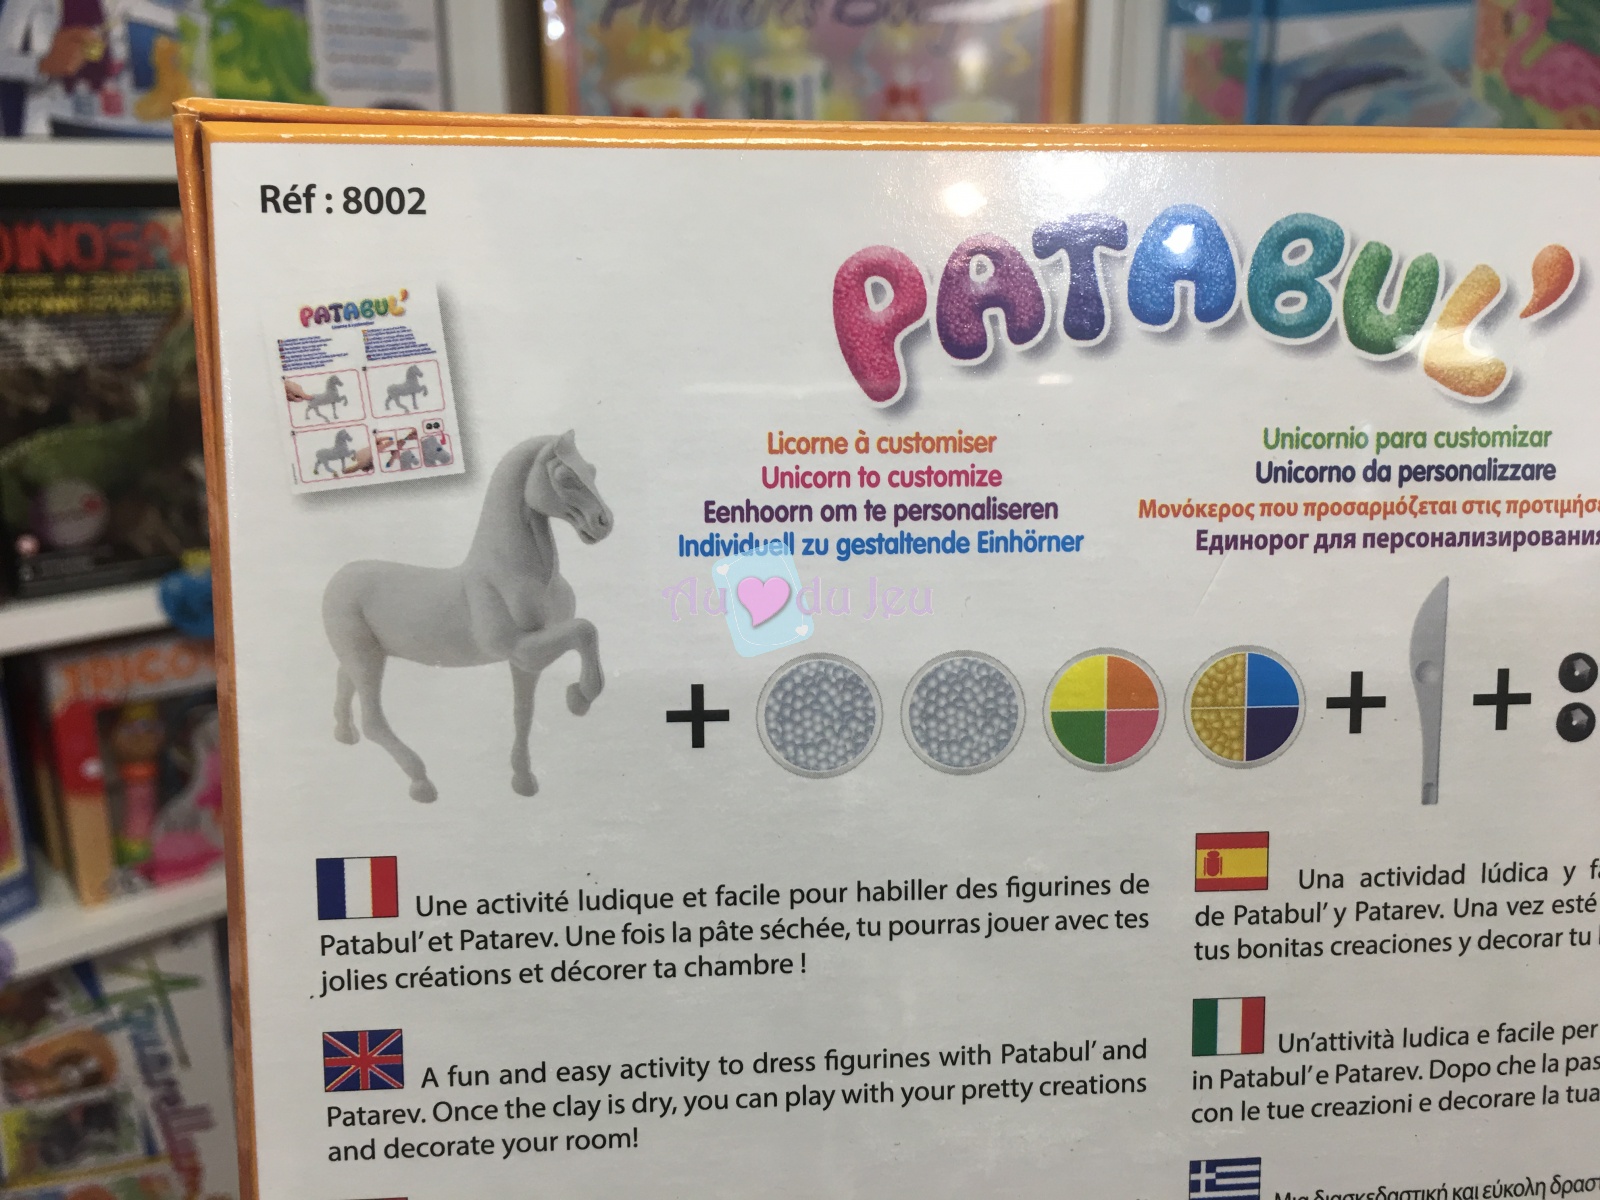 Réf : 8002
PATABUL'
PATABUL'
Licorne à customiser
Unicorn to customize
Eenhoorn om te personaliseren
Individuell zu gestaltende Einhörner
Unicornio para customizar
Unicorno da personalizzare
Μονόκερος που προσαρμόζεται στις
Единорог для
Au du Jeu
Une activité ludique et facile pour habiller des figurines de
Patabul' et Patarev. Une fois la pâte séchée, tu pourras jouer avec tes
jolies créations et décorer ta chambre !
A fun and easy activity to dress figurines with Patabul' and
Patarev. Once the clay is dry, you can play with your pretty creations
and decorate your room!
Una actividad lúdica y
de Patabul' y Patarev. Una vez esté
tus bonitas creaciones y decorar tu
Un'attività ludica e facile per
in Patabul' e Patarev. Dopo che la
con le tue creazioni e decorare la tua
Μια διασκεδαστική και εύκολη